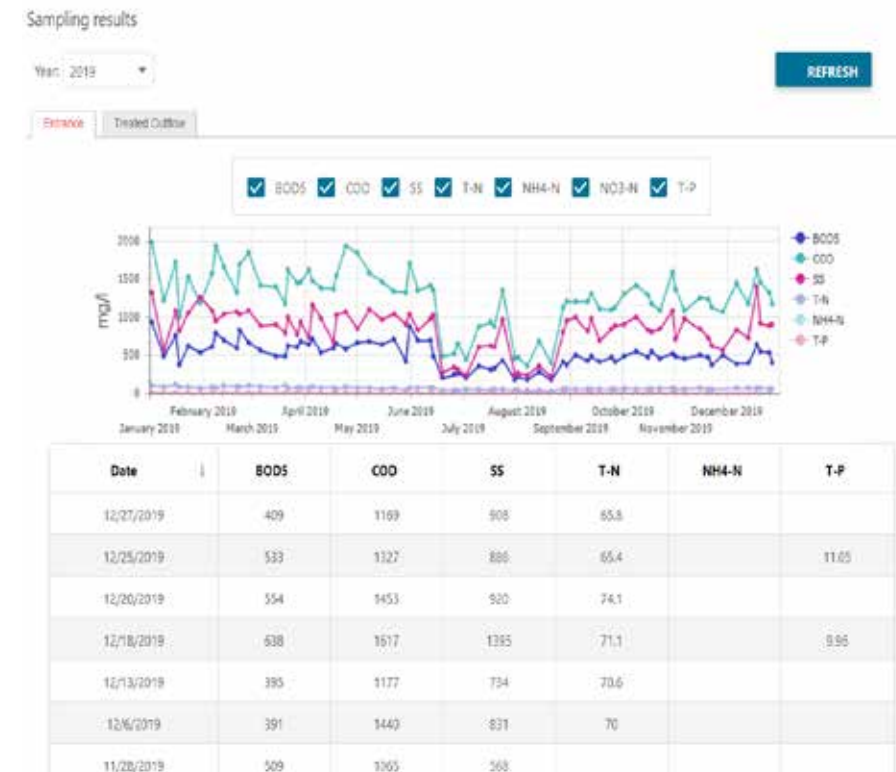 Sampling results
Year: 2019
REFRESH
Entrance Treated Outflow
BOD5 COD SS T-N NH4-N NO3-N T-P
2000
1500
1000
500
0
mg/l
BOD5
COD
SS
T-N
NH4-N
T-P
February 2019 April 2019 June 2019 August 2019 October 2019 December 2019
January 2019 March 2019 May 2019 July 2019 September 2019 November 2019
Date ↓ BOD5 COD SS T-N NH4-N T-P
12/27/2019 409 1169 908 65.8
12/25/2019 533 1327 886 65.4 11.05
12/20/2019 554 1453 920 74.1
12/18/2019 638 1617 1395 71.1 9.96
12/13/2019 395 1177 734 70.6
12/6/2019 391 1440 831 70
11/28/2019 509 1065 568